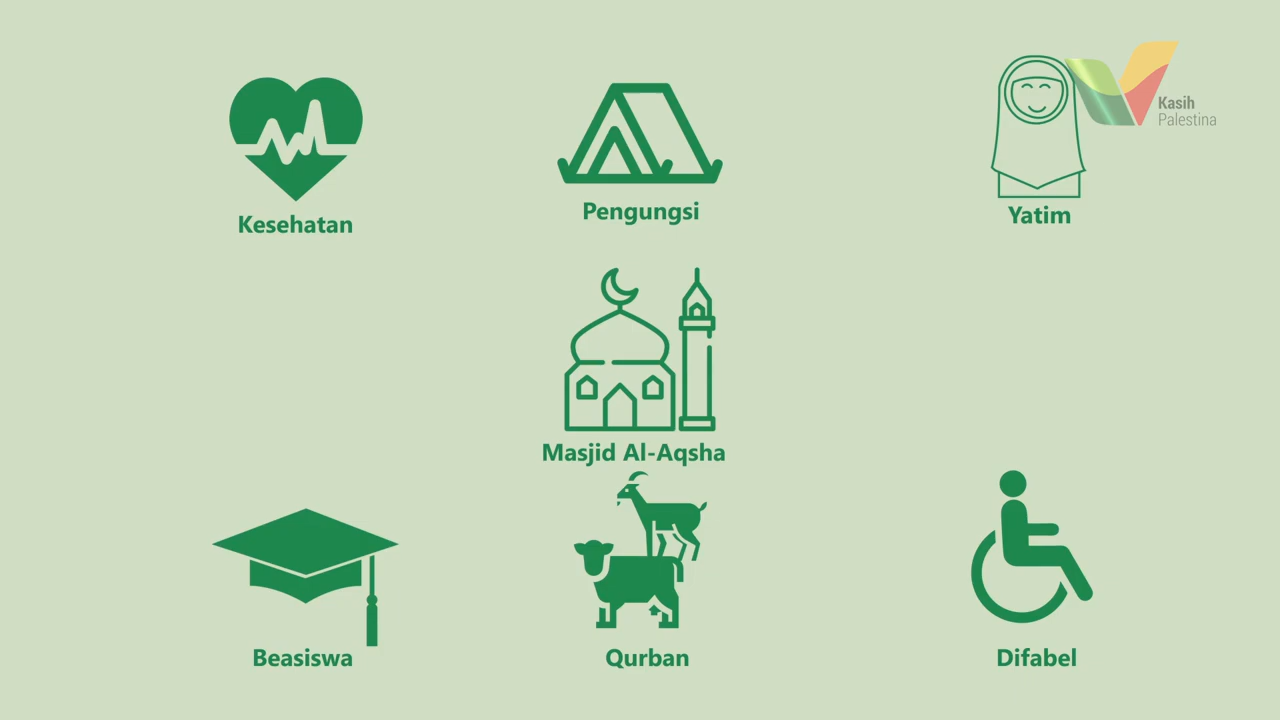 Kasih
Palestina
Kesehatan
Pengungsi
Yatim
Masjid Al-Aqsha
Beasiswa
Qurban
Difabel